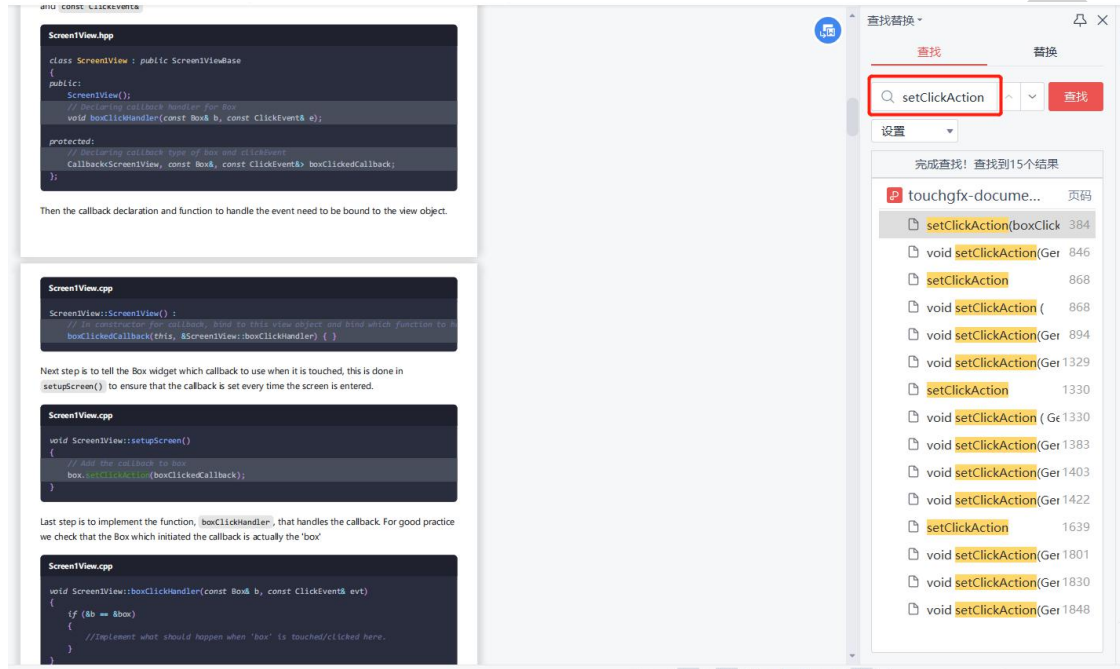 and const ClickEvent&
Screen1View.hpp
class Screen1View : public Screen1ViewBase
{
public:
Screen1View();
// Declaring callback handler for Box
void boxClickHandler(const Box& b, const ClickEvent& e);
protected:
// Declaring callback type of box and clickEvent
Callback<Screen1View, const Box&, const ClickEvent&> boxClickedCallback;
};
Then the callback declaration and function to handle the event need to be bound to the view object.
Screen1View.cpp
Screen1View::Screen1View() :
// In constructor for callback, bind to this view object and bind which function to h
boxClickedCallback(this, &Screen1View::boxClickHandler) { }
Next step is to tell the Box widget which callback to use when it is touched, this is done in
setupScreen() to ensure that the callback is set every time the screen is entered.
Screen1View.cpp
void Screen1View::setupScreen()
{
// Add the callback to box
box.setClickAction(boxClickedCallback);
}
Last step is to implement the function, boxClickHandler, that handles the callback. For good practice
we check that the Box which initiated the callback is actually the 'box'
Screen1View.cpp
void Screen1View::boxClickHandler(const Box& b, const ClickEvent& evt)
{
if (&b == &box)
{
//Implement what should happen when 'box' is touched/clicked here.
}
}
查找替换
查找 替换
setClickAction 查找
设置
完成查找！查找到15个结果
touchgfx-docume... 页码
setClickAction(boxClick 384
void setClickAction(Ger 846
setClickAction 868
void setClickAction ( 868
void setClickAction(Ger 894
void setClickAction(Ger 1329
setClickAction 1330
void setClickAction ( Ge 1330
void setClickAction(Ger 1383
void setClickAction(Ger 1403
void setClickAction(Ger 1422
setClickAction 1639
void setClickAction(Ger 1801
void setClickAction(Ger 1830
void setClickAction(Ger 1848